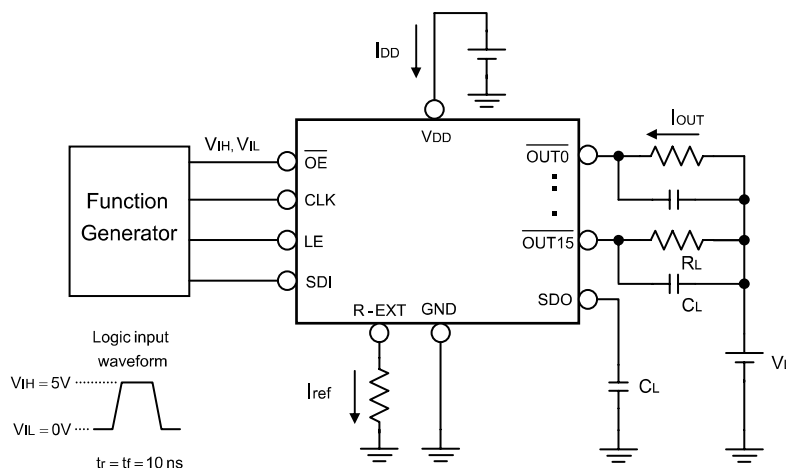 IDD
VDD
VIH, VIL
IOUT
Function
Generator
OE
CLK
LE
SDI
OUT0
OUT15
RL
CL
SDO
R-EXT
GND
Logic input
waveform
VIH = 5V
VIL = 0V
tr = tf = 10 ns
Iref
CL